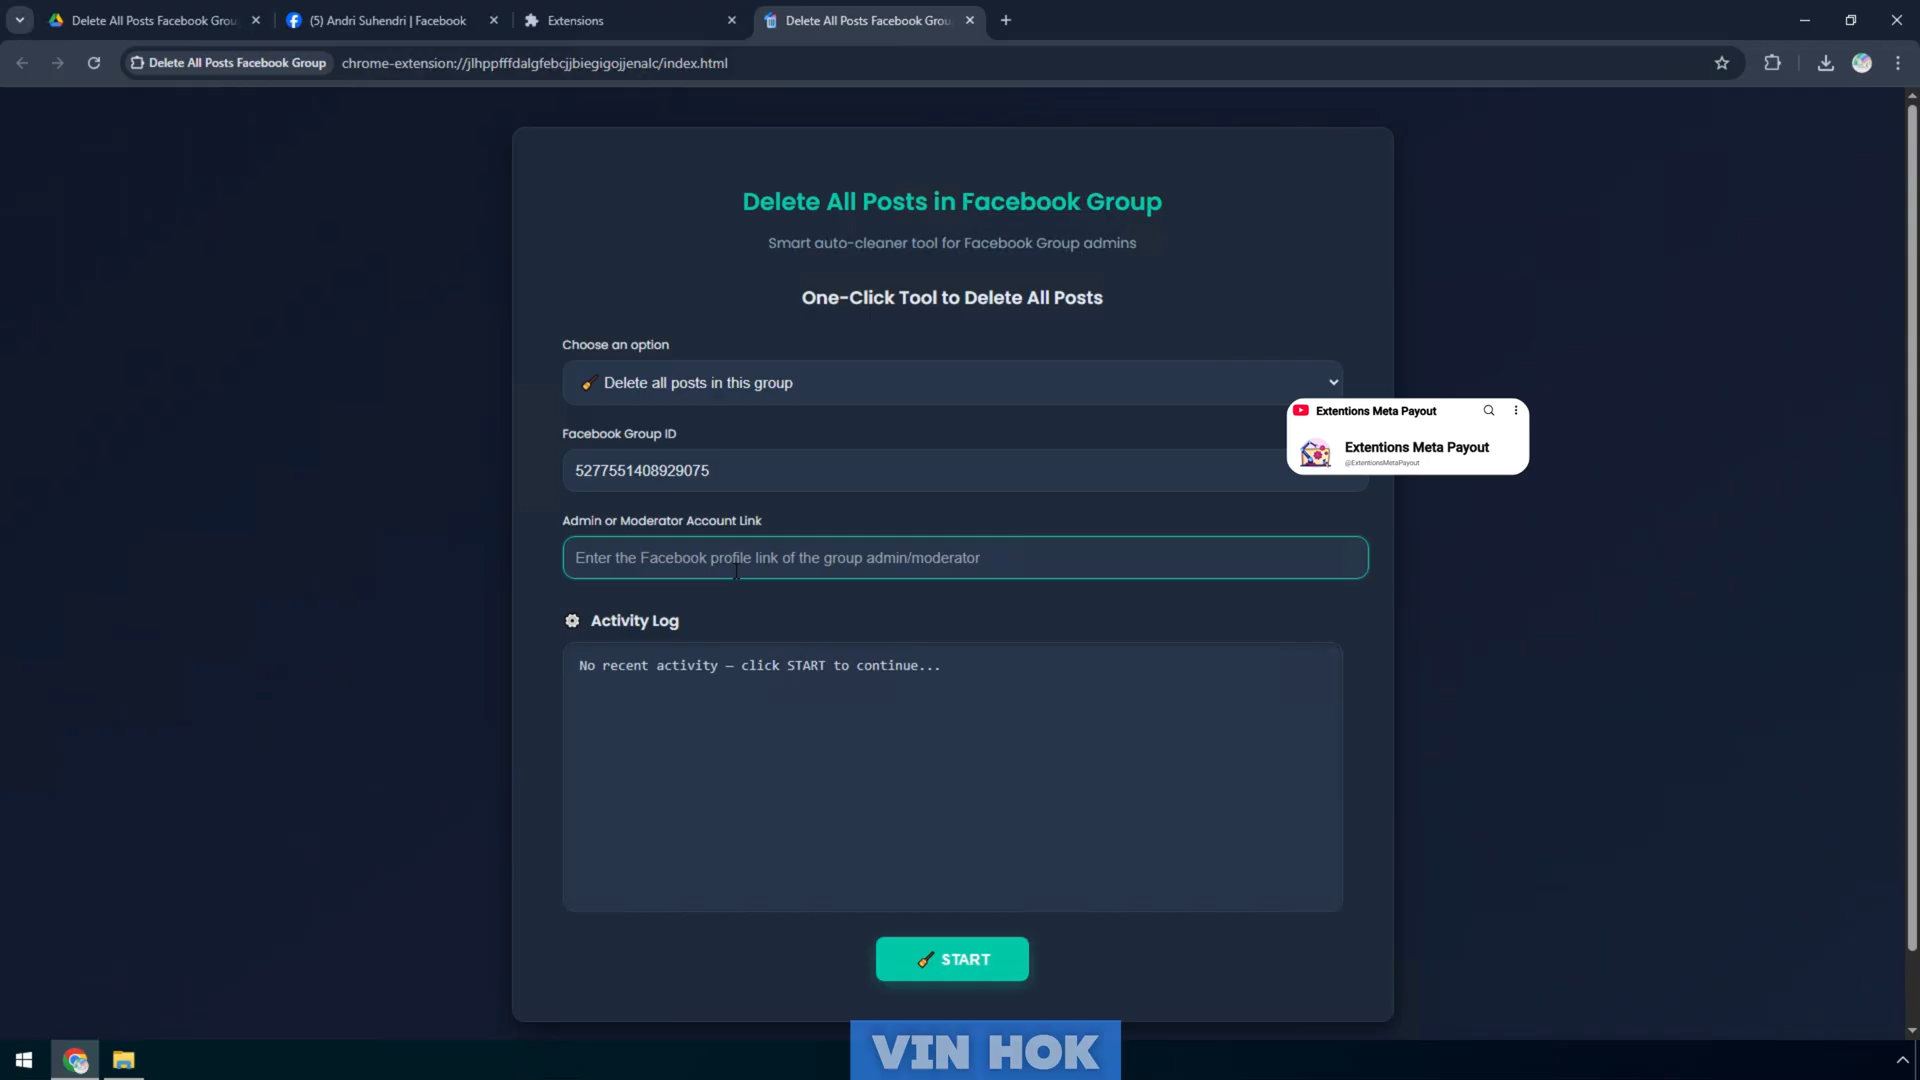 Delete All Posts Facebook Grou
(5) Andri Suhendri | Facebook
Extensions
Delete All Posts Facebook Grou
Delete All Posts Facebook Group
chrome-extension://jlhppfffdalgfebcjjbiegigojjenalc/index.html
Delete All Posts in Facebook Group
Smart auto-cleaner tool for Facebook Group admins
One-Click Tool to Delete All Posts
Choose an option
Delete all posts in this group
Extentions Meta Payout
Extentions Meta Payout
@ExtentionsMetaPayout
Facebook Group ID
5277551408929075
Admin or Moderator Account Link
Enter the Facebook profile link of the group admin/moderator
Activity Log
No recent activity – click START to continue...
START
VIN HOK